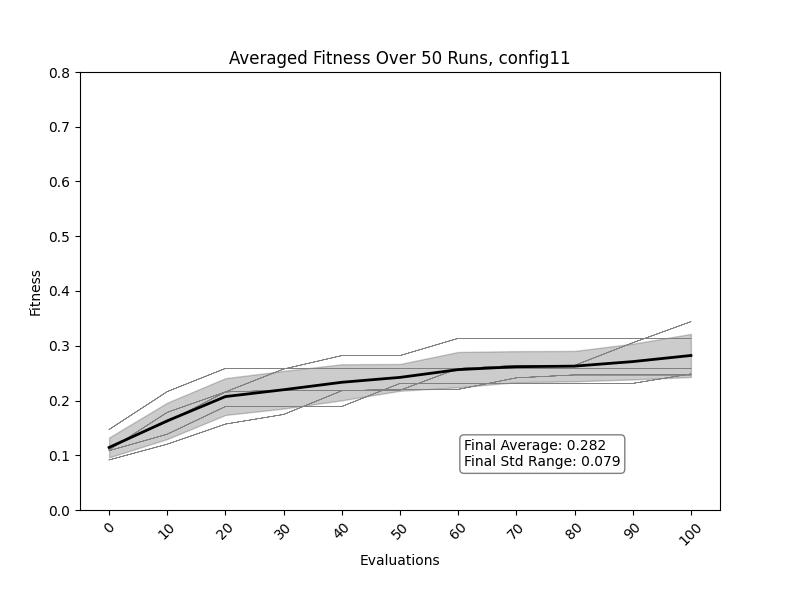 Averaged Fitness Over 50 Runs, config11
0.8
0.7
0.6
0.5
0.4
0.3
0.2
0.1
0.0
Fitness
Final Average: 0.282
Final Std Range: 0.079
0 10 20 30 40 50 60 70 80 90 100
Evaluations